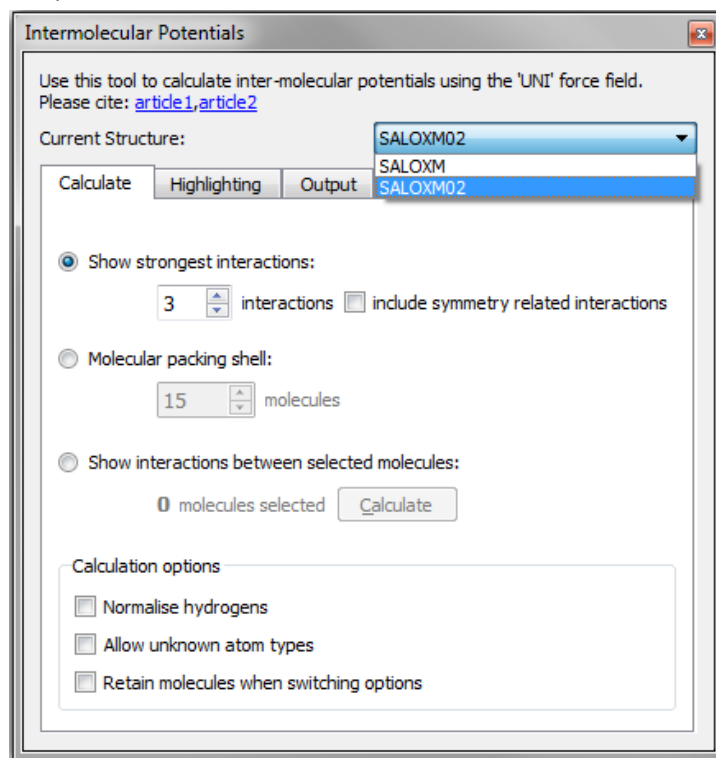 Intermolecular Potentials
Use this tool to calculate inter-molecular potentials using the 'UNI' force field.
Please cite: article1,article2
Current Structure: SALOXM02
SALOXM
SALOXM02
Calculate Highlighting Output
Show strongest interactions:
3 interactions include symmetry related interactions
Molecular packing shell:
15 molecules
Show interactions between selected molecules:
0 molecules selected Calculate
Calculation options
Normalise hydrogens
Allow unknown atom types
Retain molecules when switching options